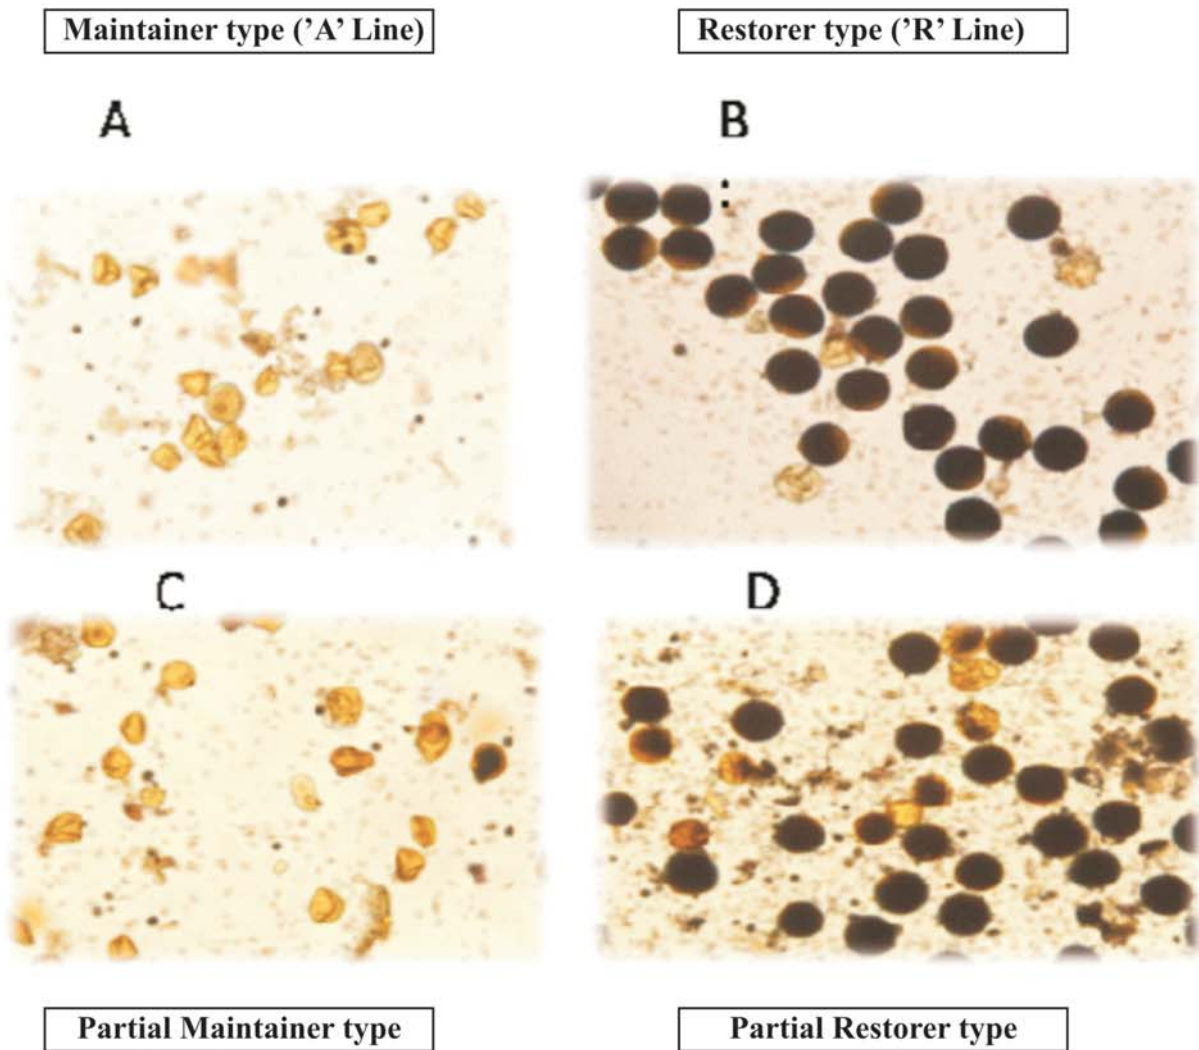 Maintainer type ('A' Line)
Restorer type ('R' Line)
A
B
C
D
Partial Maintainer type
Partial Restorer type